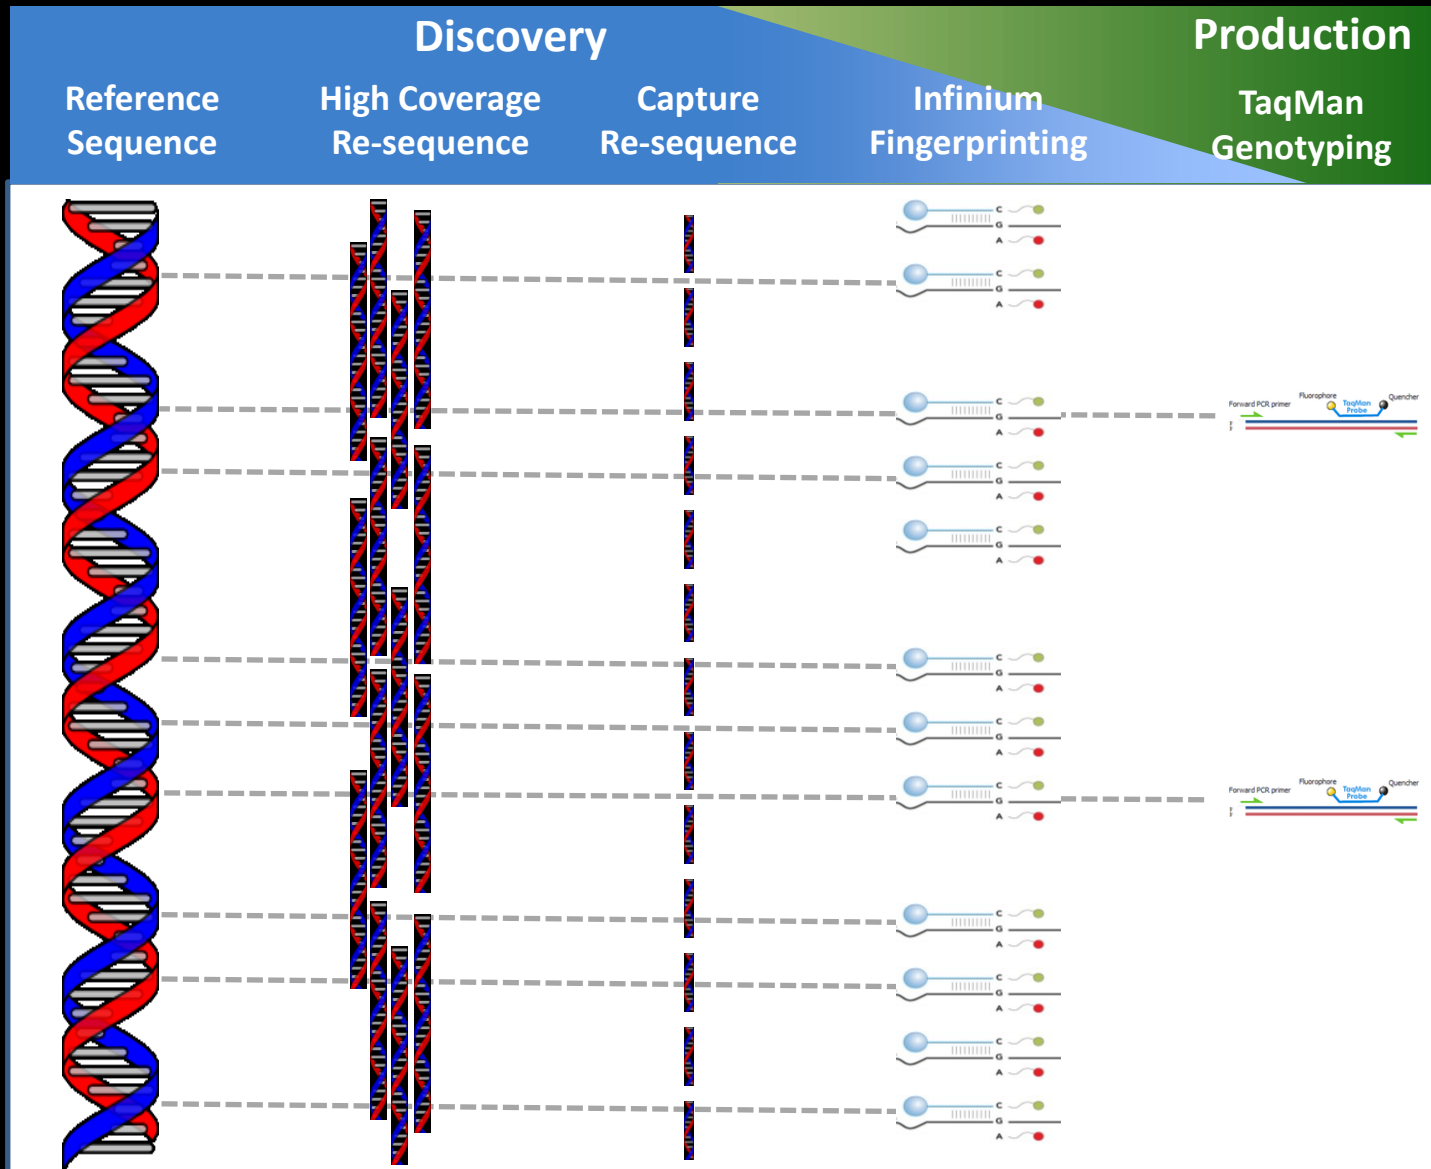 Discovery
Production
Reference
Sequence
High Coverage
Re-sequence
Capture
Re-sequence
Infinium
Fingerprinting
TaqMan
Genotyping
C
G
A
C
G
A
C
G
A
Forward PCR primer
Fluorophore
TaqMan
Probe
Quencher
C
G
A
C
G
A
C
G
A
C
G
A
C
G
A
Forward PCR primer
Fluorophore
TaqMan
Probe
Quencher
C
G
A
C
G
A
C
G
A
C
G
A